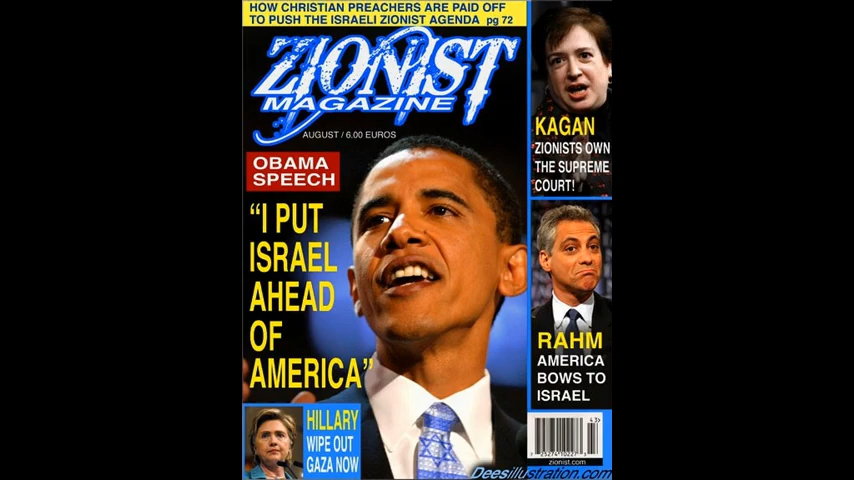 HOW CHRISTIAN PREACHERS ARE PAID OFF
TO PUSH THE ISRAELI ZIONIST AGENDA pg 72
ZIONIST
MAGAZINE
AUGUST / 6.00 EUROS
OBAMA
SPEECH
“I PUT
ISRAEL
AHEAD
OF
AMERICA”
HILLARY
WIPE OUT
GAZA NOW
KAGAN
ZIONISTS OWN
THE SUPREME
COURT!
RAHM
AMERICA
BOWS TO
ISRAEL
zionist.com
Deesillustration.com